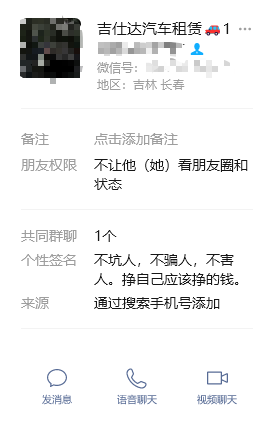 吉仕达汽车租赁🚗1
微信号：
地区：吉林 长春
备注 点击添加备注
朋友权限 不让他（她）看朋友圈和
状态
共同群聊 1个
个性签名 不坑人，不骗人，不害
人。挣自己应该挣的钱。
来源 通过搜索手机号添加
发消息 语音聊天 视频聊天